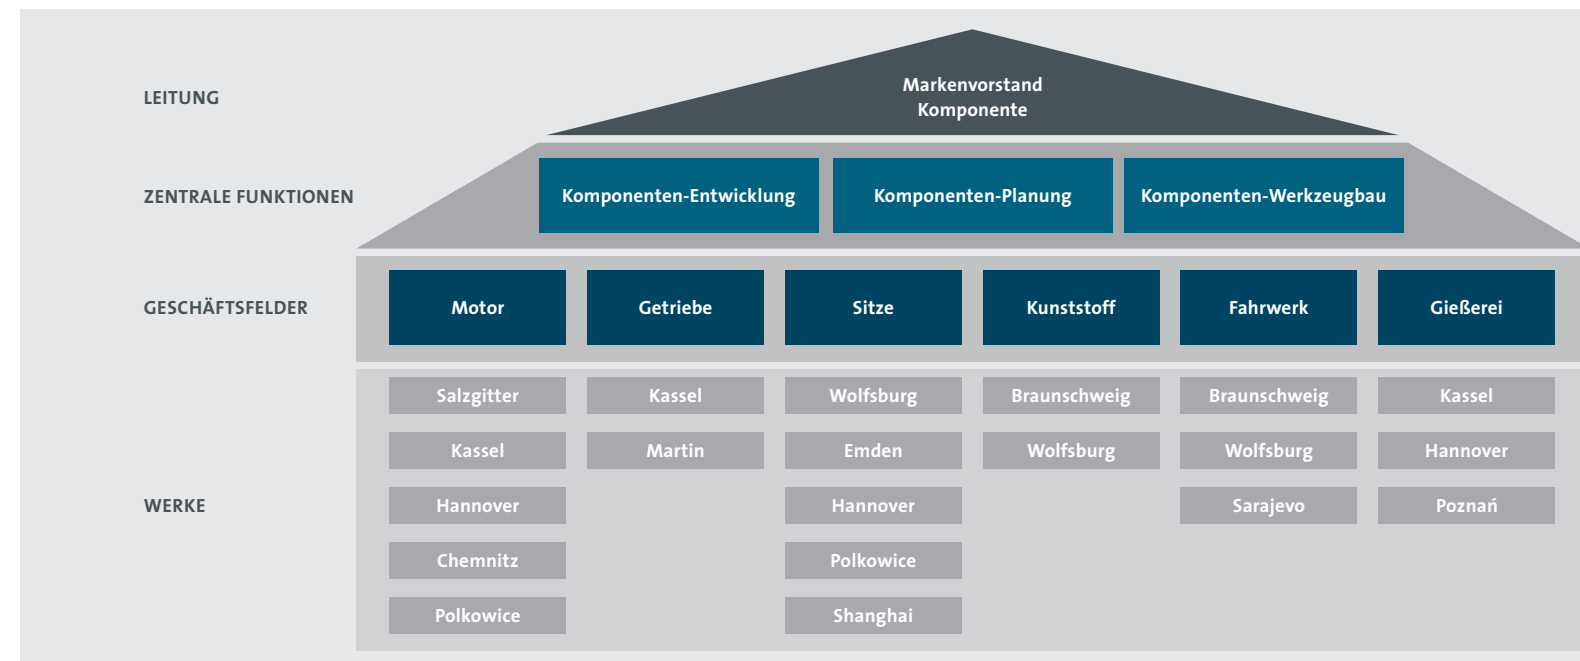 LEITUNG
Markenvorstand
Komponente
ZENTRALE FUNKTIONEN
Komponenten-Entwicklung
Komponenten-Planung
Komponenten-Werkzeugbau
GESCHÄFTSFELDER
Motor
Getriebe
Sitze
Kunststoff
Fahrwerk
Gießerei
WERKE
Salzgitter
Kassel
Wolfsburg
Braunschweig
Braunschweig
Kassel
Kassel
Martin
Emden
Wolfsburg
Wolfsburg
Hannover
Hannover
Hannover
Sarajevo
Poznań
Chemnitz
Polkowice
Polkowice
Shanghai